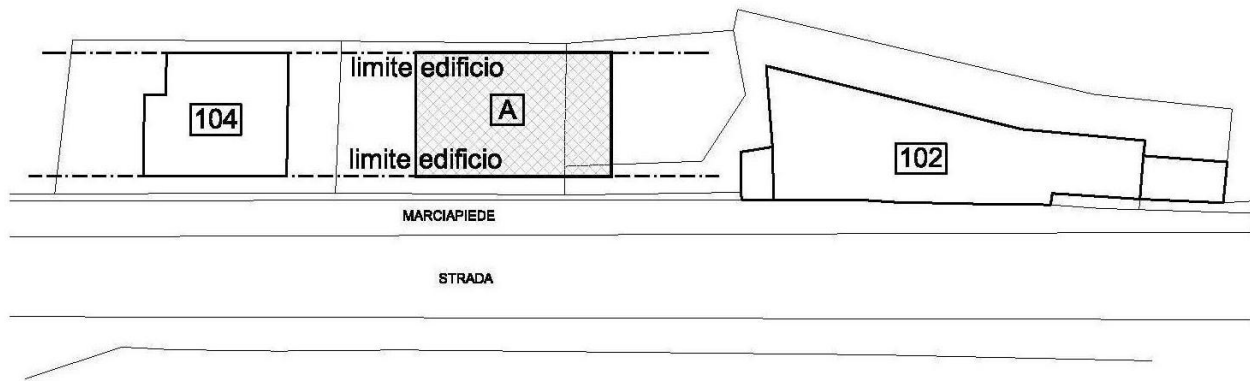 limite edificio
104
A
limite edificio
102
MARCIAPIEDE
STRADA